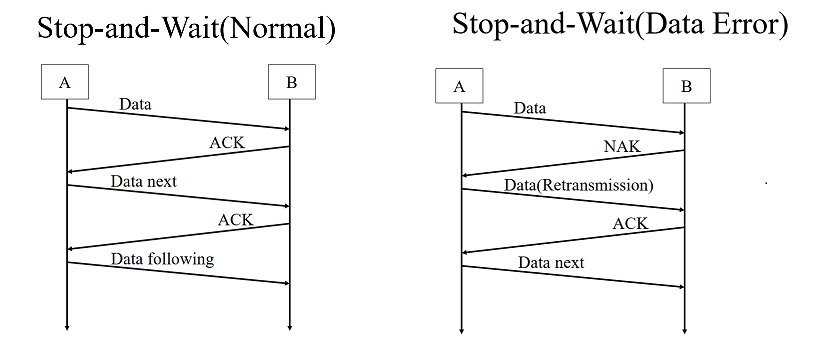 Stop-and-Wait(Normal)
A
B
Data
ACK
Data next
ACK
Data following
Stop-and-Wait(Data Error)
A
B
Data
NAK
Data(Retransmission)
ACK
Data next